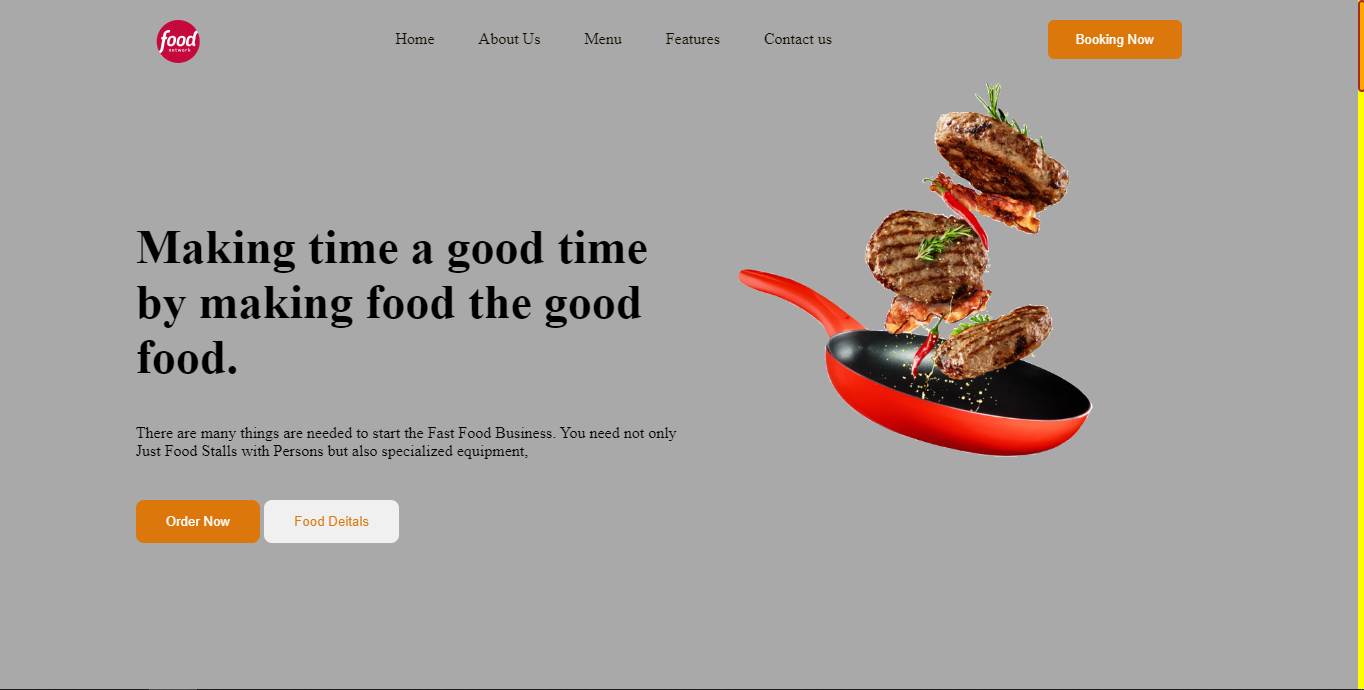 food
network
Home
About Us
Menu
Features
Contact us
Booking Now
Making time a good time
by making food the good
food.
There are many things are needed to start the Fast Food Business. You need not only
Just Food Stalls with Persons but also specialized equipment,
Order Now
Food Deitals